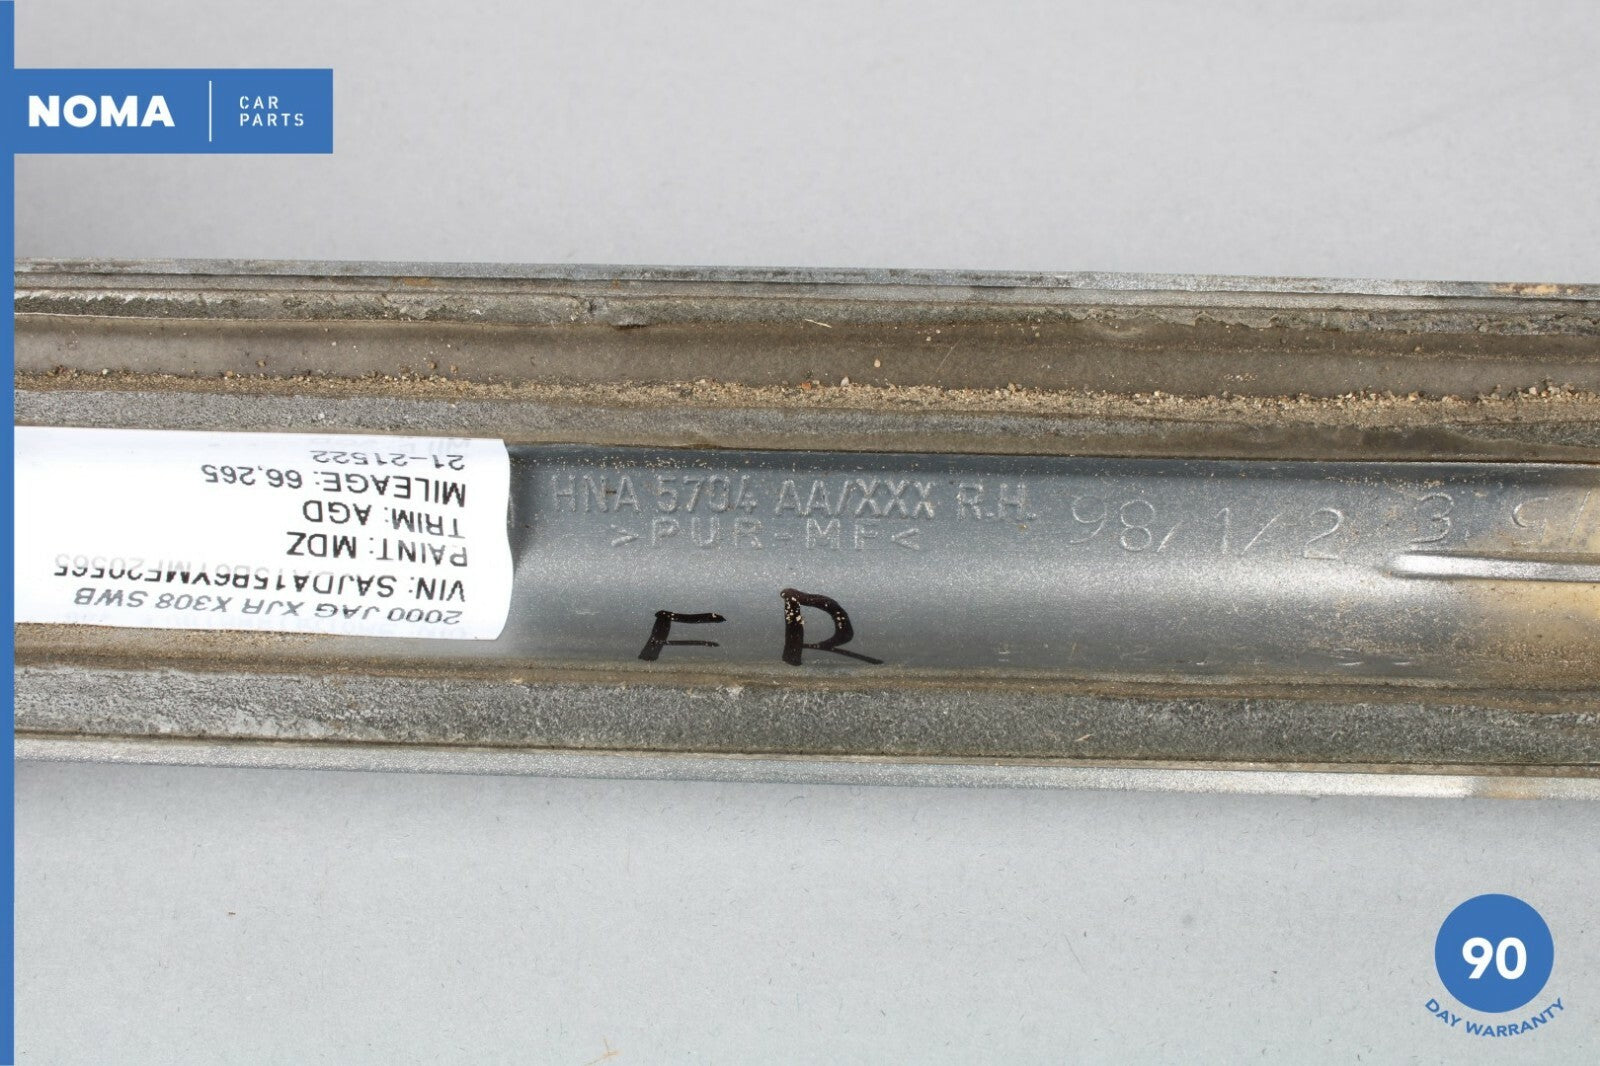 NOMA
CAR
PARTS
HNA 5704 AA/XXX R.H.
>PUR-MF<
98/1/2 3
F R
2000 JAG XJR X308 SWB
VIN: SAJDA15B6YMF20565
PAINT: MDZ
TRIM: AGD
MILEAGE: 66,265
21-21522
90
DAY WARRANTY